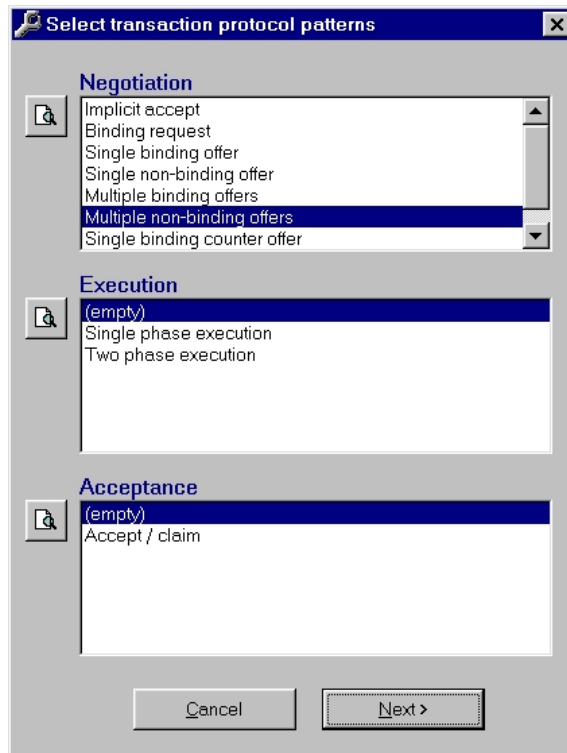 Select transaction protocol patterns
Negotiation
Implicit accept
Binding request
Single binding offer
Single non-binding offer
Multiple binding offers
Multiple non-binding offers
Single binding counter offer
Execution
(empty)
Single phase execution
Two phase execution
Acceptance
(empty)
Accept / claim
Cancel
Next >